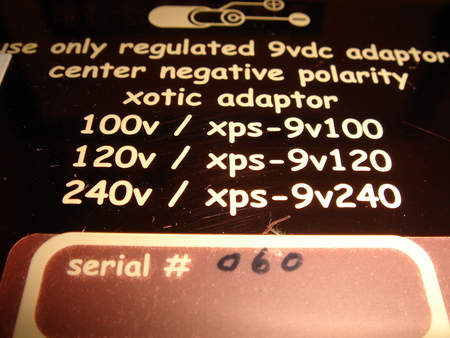 use only regulated 9vdc adaptor
center negative polarity
xotic adaptor
100v / xps-9v100
120v / xps-9v120
240v / xps-9v240
serial # 060